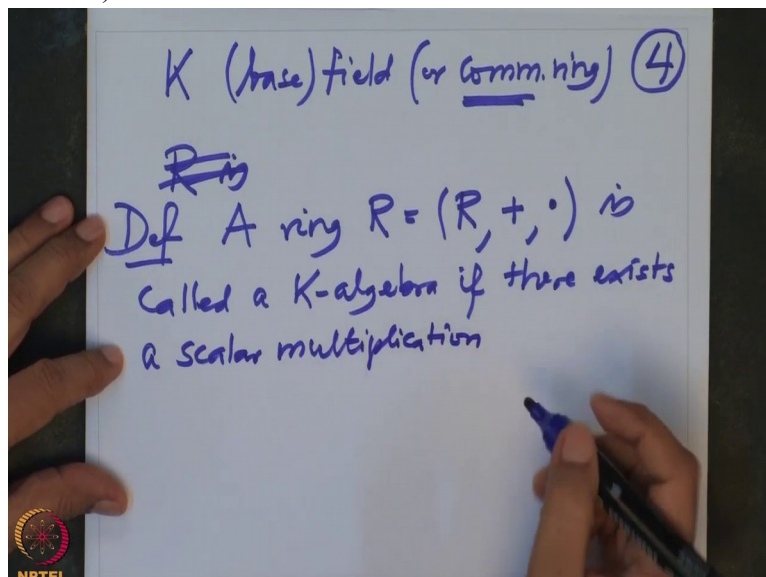 K (base) field (or comm. ring) 4
R is
Def A ring R = (R, +, ·) is
called a K-algebra if there exists
a scalar multiplication
NPTEL